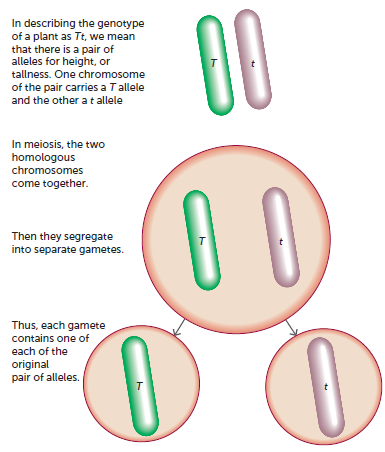 In describing the genotype
of a plant as Tt, we mean
that there is a pair of
alleles for height, or
tallness. One chromosome
of the pair carries a T allele
and the other a t allele
T
t
In meiosis, the two
homologous
chromosomes
come together.
Then they segregate
into separate gametes.
T
t
Thus, each gamete
contains one of
each of the
original
pair of alleles.
T
t